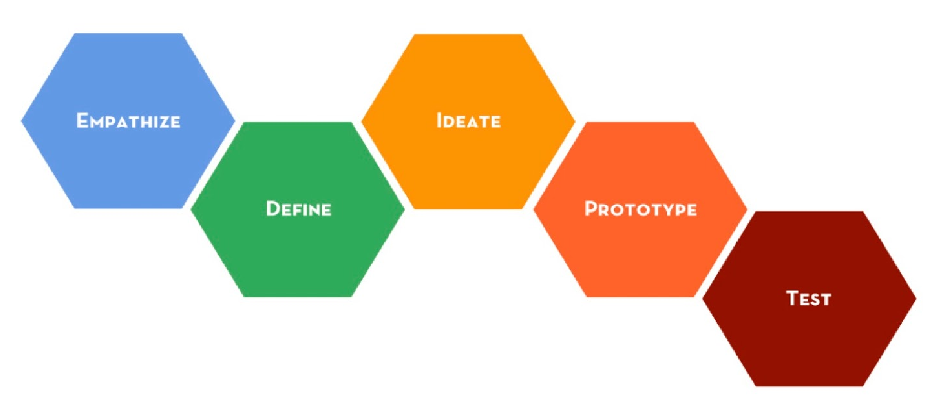 Empathize
Define
Ideate
Prototype
Test